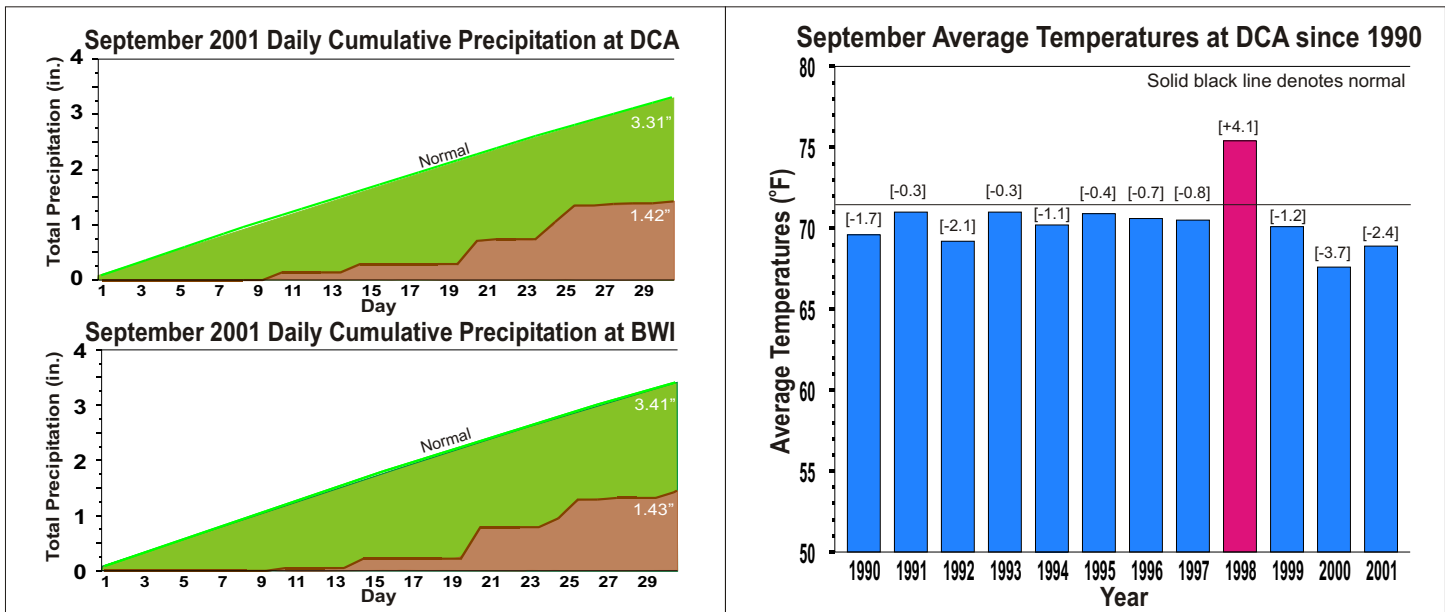 September 2001 Daily Cumulative Precipitation at DCA
Total Precipitation (in.)
4
3
2
1
0
Normal
3.31”
1.42”
1 3 5 7 9 11 13 15 17 19 21 23 25 27 29
Day
September 2001 Daily Cumulative Precipitation at BWI
Total Precipitation (in.)
4
3
2
1
0
Normal
3.41”
1.43”
1 3 5 7 9 11 13 15 17 19 21 23 25 27 29
Day
September Average Temperatures at DCA since 1990
Solid black line denotes normal
Average Temperatures (°F)
80
75
70
65
60
55
50
[-1.7] [-0.3] [-2.1] [-0.3] [-1.1] [-0.4] [-0.7] [-0.8] [+4.1] [-1.2] [-3.7] [-2.4]
1990 1991 1992 1993 1994 1995 1996 1997 1998 1999 2000 2001
Year